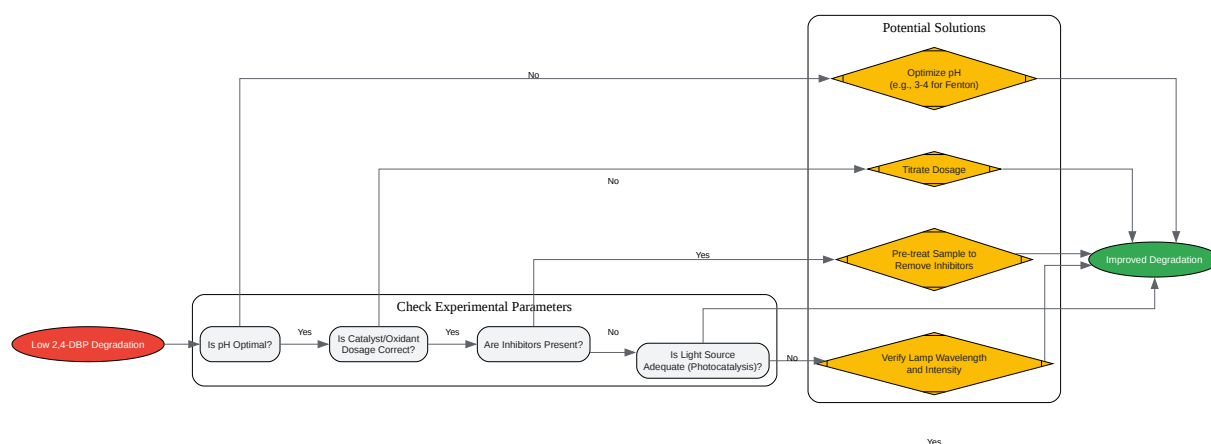 Potential Solutions
Optimize pH
(e.g., 3-4 for Fenton)
No
Titrate Dosage
No
Pre-treat Sample to
Remove Inhibitors
Yes
Improved Degradation
Check Experimental Parameters
Low 2,4-DBP Degradation
Is pH Optimal?
Yes
Is Catalyst/Oxidant
Dosage Correct?
Yes
Are Inhibitors Present?
No
Is Light Source
Adequate (Photocatalysis)?
No
Verify Lamp Wavelength
and Intensity
Yes